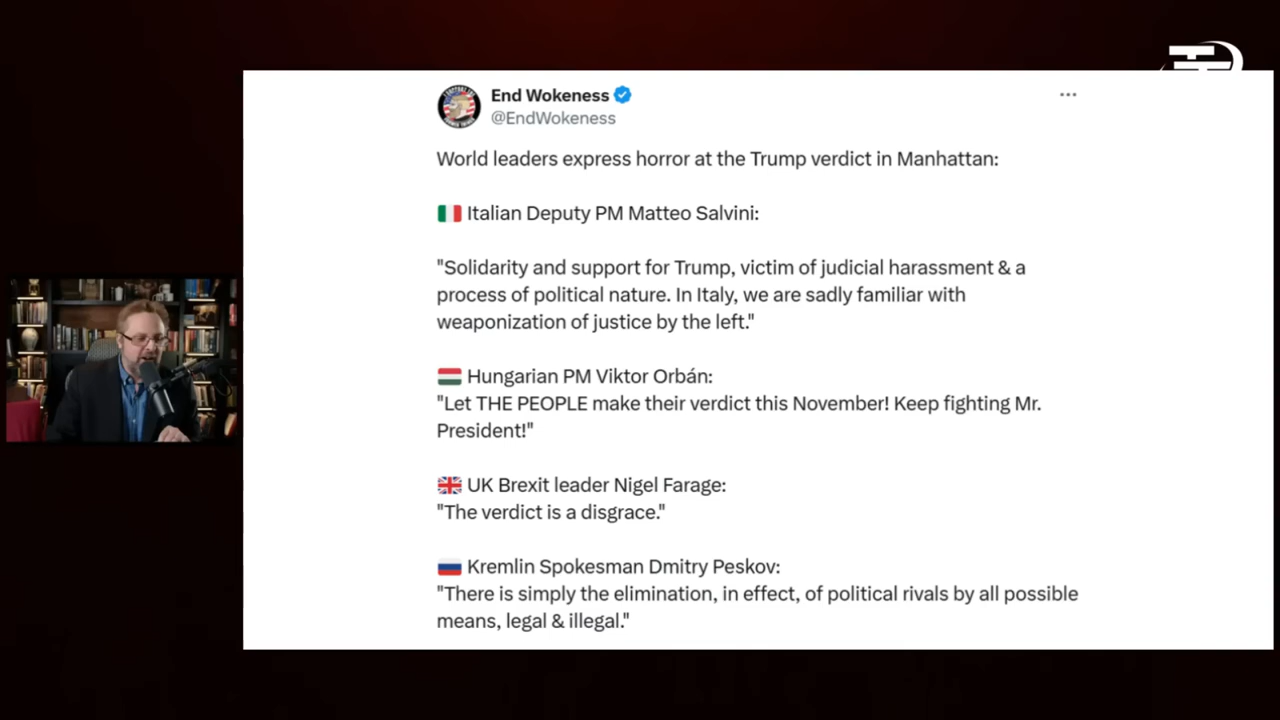 End Wokeness
@EndWokeness
World leaders express horror at the Trump verdict in Manhattan:
Italian Deputy PM Matteo Salvini:
"Solidarity and support for Trump, victim of judicial harassment & a
process of political nature. In Italy, we are sadly familiar with
weaponization of justice by the left."
Hungarian PM Viktor Orbán:
"Let THE PEOPLE make their verdict this November! Keep fighting Mr.
President!"
UK Brexit leader Nigel Farage:
"The verdict is a disgrace."
Kremlin Spokesman Dmitry Peskov:
"There is simply the elimination, in effect, of political rivals by all possible
means, legal & illegal."